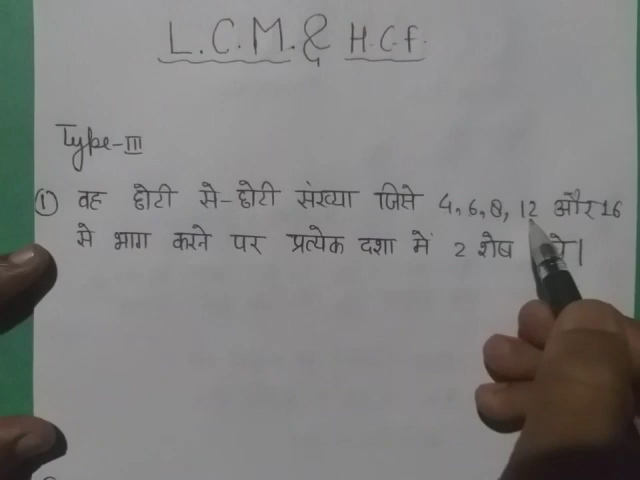 L.C.M. & H.C.F.
Type-III
① वह छोटी से-छोटी संख्या जिसे 4, 6, 8, 12 और 16
से भाग करने पर प्रत्येक दशा में 2 शेष